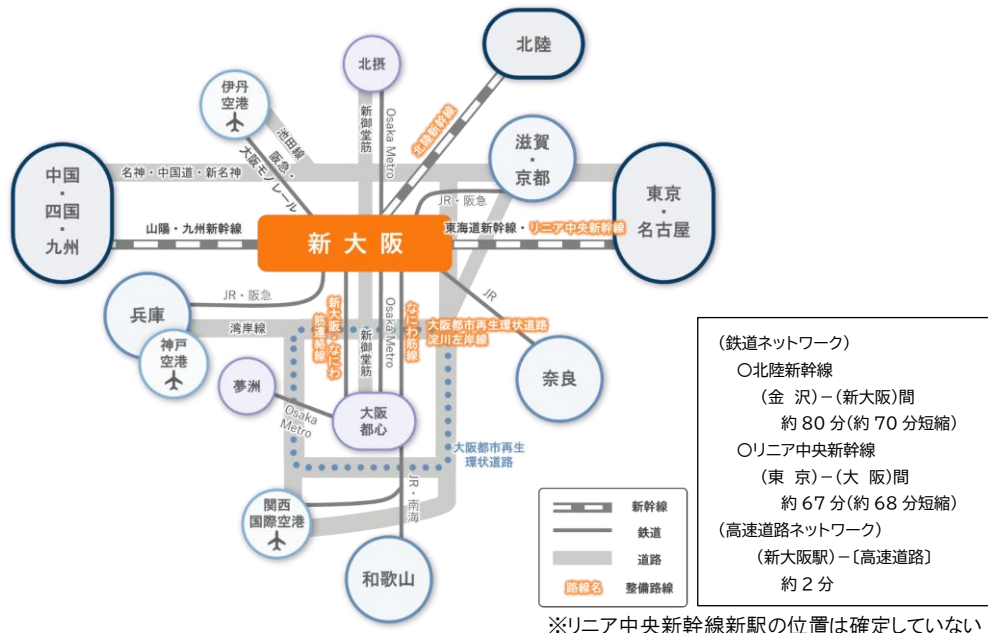 北陸
北摂
伊丹
空港
新御堂筋
Osaka Metro
北陸新幹線
池田線
阪急・
大阪モノレール
滋賀
・
京都
中国
・
四国
・
九州
名神・中国道・新名神
JR・阪急
東京
・
名古屋
山陽・九州新幹線
新大阪
東海道新幹線・リニア中央新幹線
JR・阪急
兵庫
湾岸線
神戸
空港
新大阪・なにわ
筋連絡線
新御堂筋
Osaka Metro
なにわ筋線
大阪都市再生環状道路
淀川左岸線
JR
奈良
夢洲
Osaka
Metro
大阪
都心
大阪都市再生
環状道路
関西
国際空港
JR・南海
和歌山
新幹線
鉄道
道路
路線名 整備路線
(鉄道ネットワーク)
○北陸新幹線
(金 沢)-(新大阪)間
約80分(約70分短縮)
○リニア中央新幹線
(東 京)-(大 阪)間
約67分(約68分短縮)
(高速道路ネットワーク)
(新大阪駅)-〔高速道路〕
約2分
※リニア中央新幹線新駅の位置は確定していない